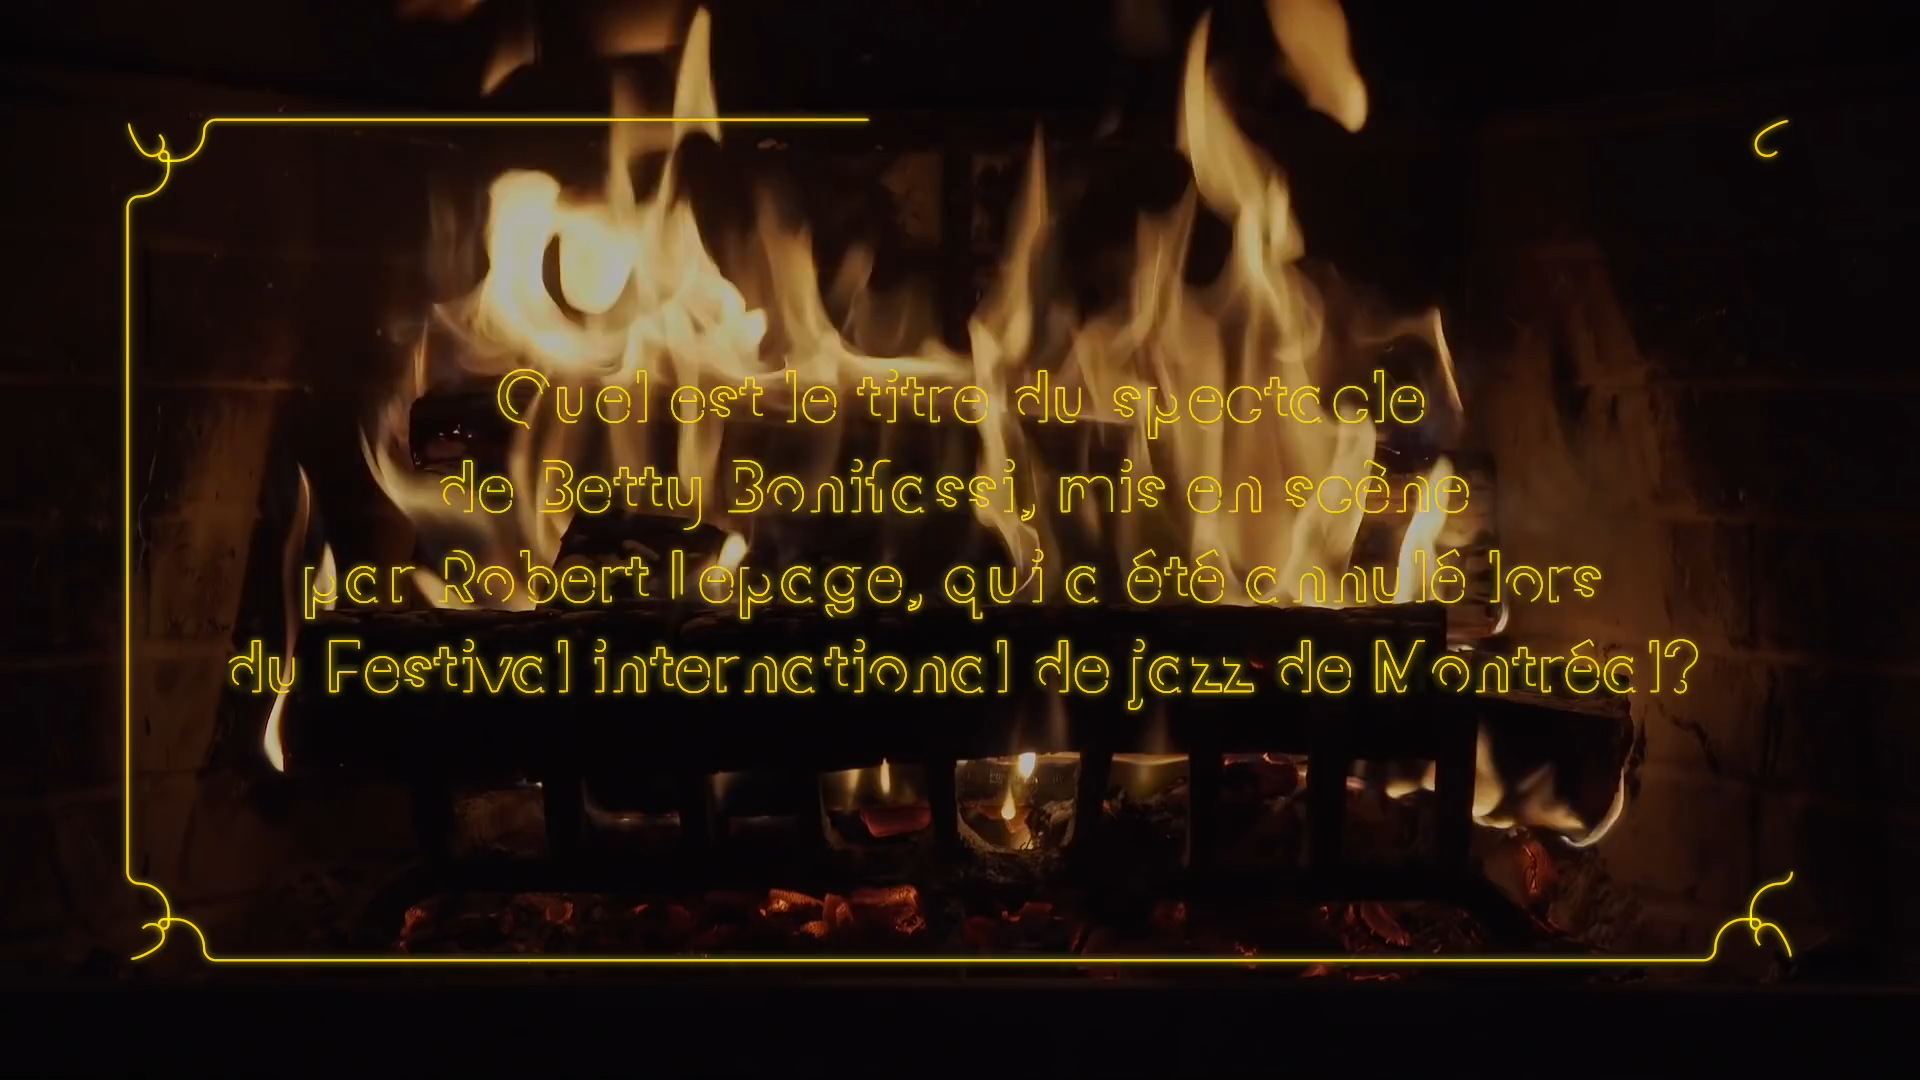 Quel est le titre du spectacle
de Betty Bonifassi, mis en scène
par Robert Lepage, qui a été annulé lors
du Festival international de jazz de Montréal?